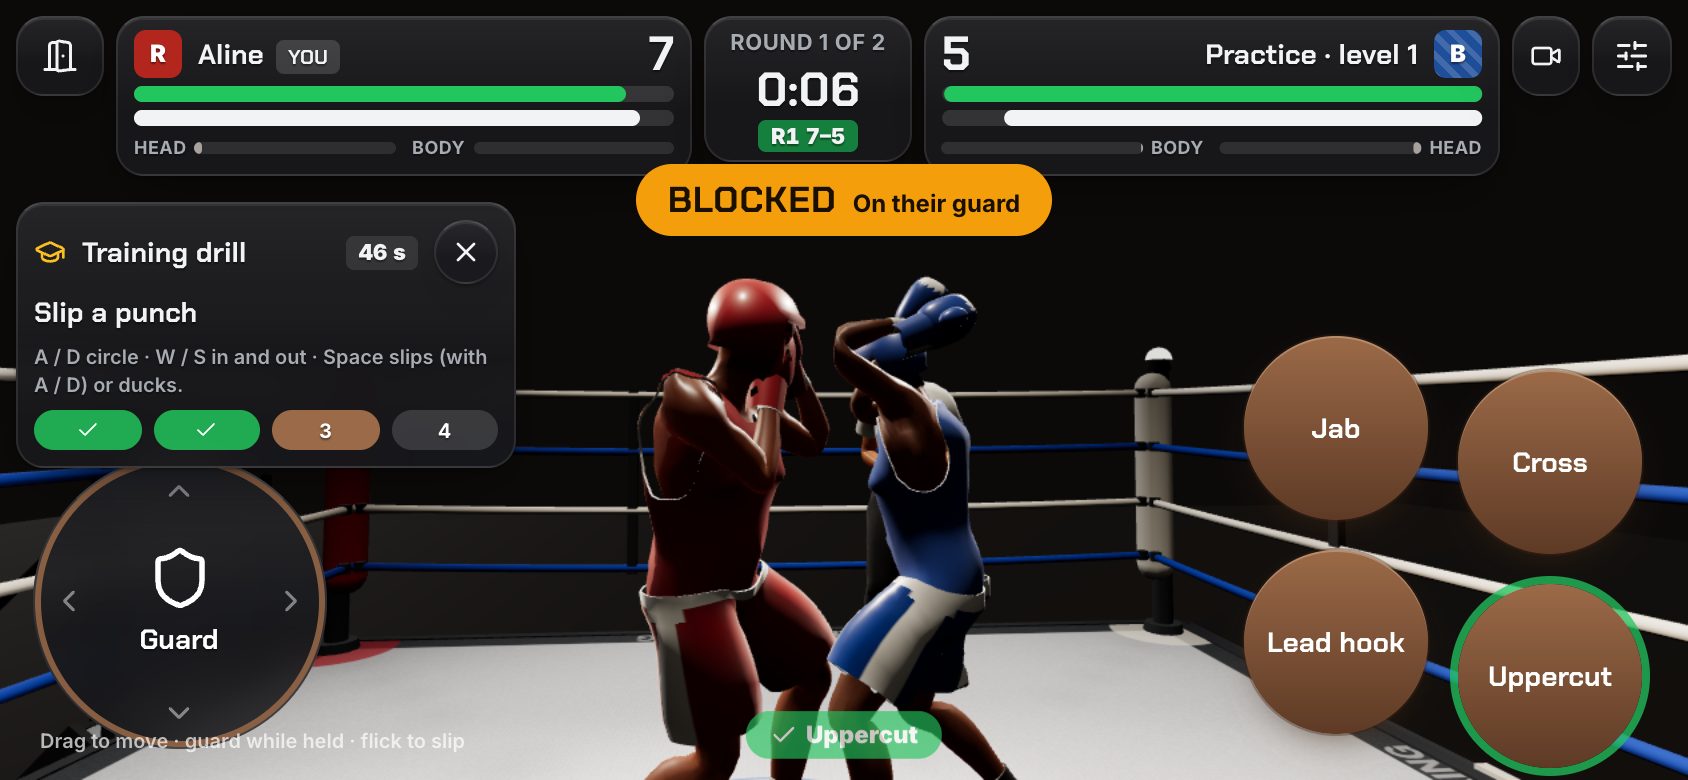 R Aline YOU 7
HEAD BODY
ROUND 1 OF 2
0:06
R1 7–5
5 Practice · level 1 B
BODY HEAD
BLOCKED On their guard
Training drill 46 s
Slip a punch
A / D circle · W / S in and out · Space slips (with
A / D) or ducks.
3 4
Guard
Drag to move · guard while held · flick to slip
Jab
Cross
Lead hook
Uppercut
Uppercut